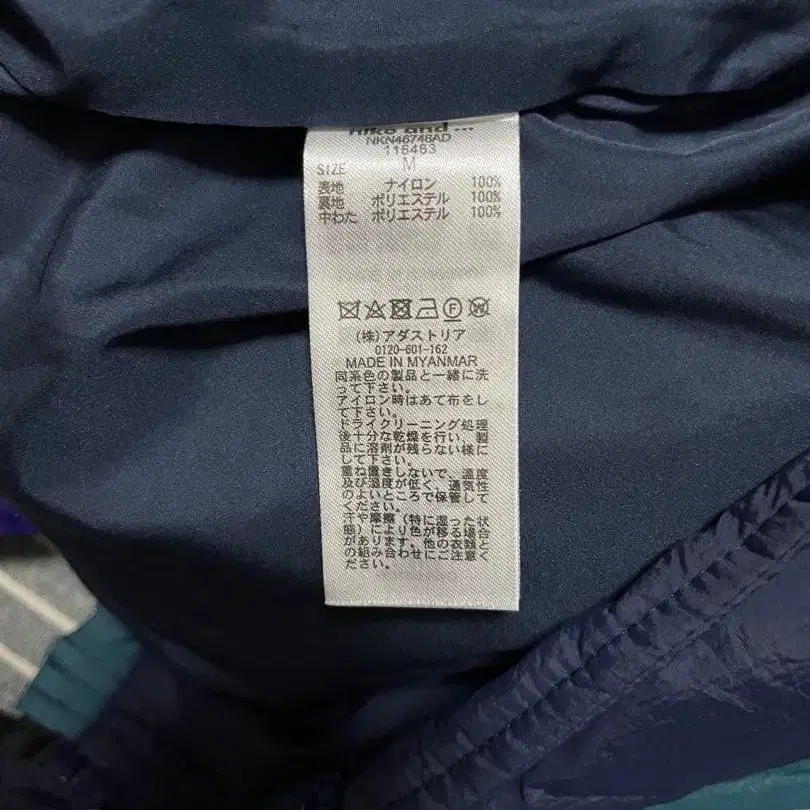 niko and ...
NKN46746AD
116463
SIZE M
表地 ナイロン 100%
裏地 ポリエステル 100%
中わた ポリエステル 100%
(株)アダストリア
0120-601-162
MADE IN MYANMAR
同系色の製品と一緒に洗
って下さい。
アイロン時はあて布をし
て下さい。
ドライクリーニング処理
後十分な乾燥を行い、製
品に溶剤が残らない様に
して下さい。
重ね置きしないで、温度
及び湿度が低く、通気性
のよいところで保管して
ください。
汗や摩擦(特に湿った状
態)により色が移る場合
があります。他の衣類と
の組み合わせにご注意く
ださい。